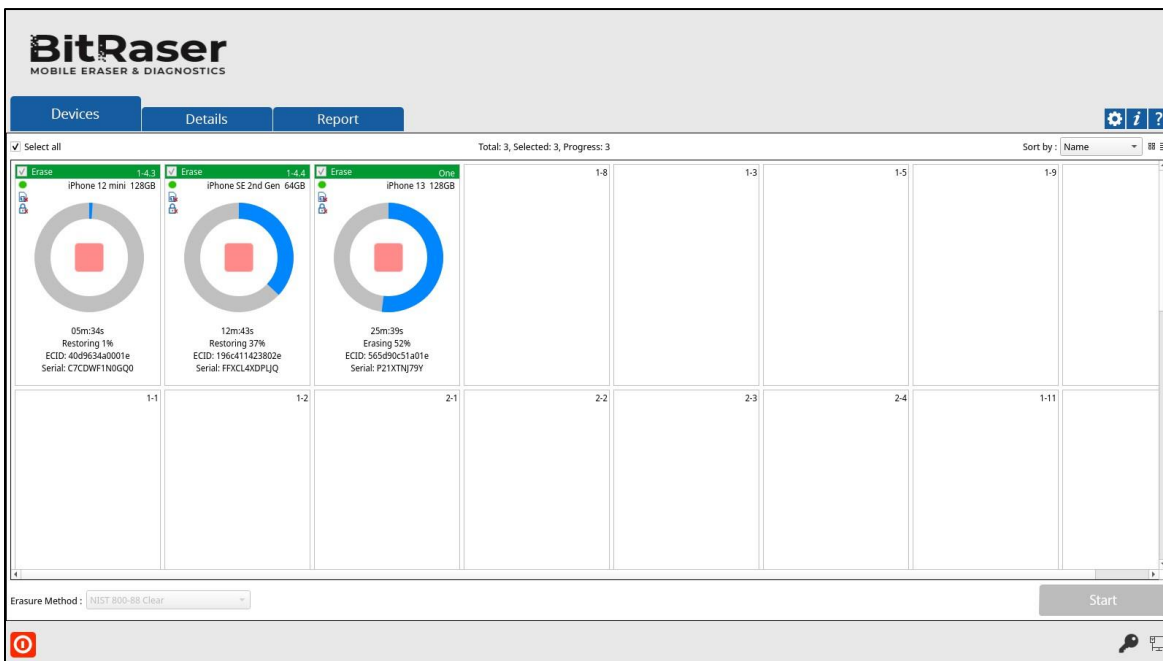 BitRaser
MOBILE ERASER & DIAGNOSTICS
Devices
Details
Report
i
?
Select all
Total: 3, Selected: 3, Progress: 3
Sort by : Name
Erase 1-4.3
iPhone 12 mini 128GB
05m:34s
Restoring 1%
ECID: 40d9634a0001e
Serial: C7CDWF1N0GQ0
Erase 1-4.4
iPhone SE 2nd Gen 64GB
12m:43s
Restoring 37%
ECID: 196c411423802e
Serial: FFXCL4XDPLJQ
Erase One
iPhone 13 128GB
25m:39s
Erasing 52%
ECID: 565d90c51a01e
Serial: P21XTNJ79Y
1-8
1-3
1-5
1-9
1-1
1-2
2-1
2-2
2-3
2-4
1-11
Erasure Method : NIST 800-88 Clear
Start